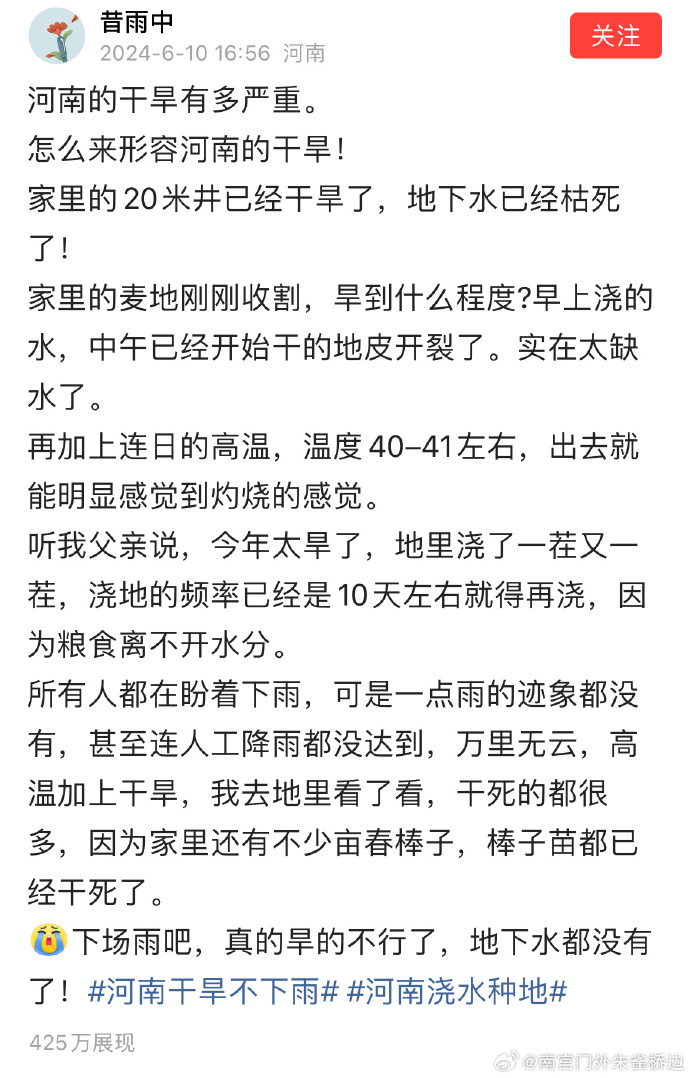 昔雨中
2024-6-10 16:56 河南
关注
河南的干旱有多严重。
怎么来形容河南的干旱!
家里的20米井已经干旱了，地下水已经枯死
了!
家里的麦地刚刚收割，旱到什么程度?早上浇的
水，中午已经开始干的地皮开裂了。实在太缺
水了。
再加上连日的高温，温度40–41左右，出去就
能明显感觉到灼烧的感觉。
听我父亲说，今年太旱了，地里浇了一茬又一
茬，浇地的频率已经是10天左右就得再浇，因
为粮食离不开水分。
所有人都在盼着下雨，可是一点雨的迹象都没
有，甚至连人工降雨都没达到，万里无云，高
温加上干旱，我去地里看了看，干死的都很
多，因为家里还有不少亩春棒子，棒子苗都已
经干死了。
😭下场雨吧，真的旱的不行了，地下水都没有
了! #河南干旱不下雨# #河南浇水种地#
425万展现
@南宫门外朱雀桥边